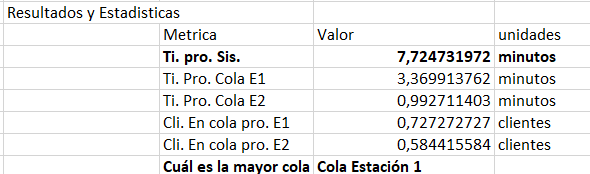 Resultados y Estadisticas
Metrica Valor unidades
Ti. pro. Sis. 7,724731972 minutos
Ti. Pro. Cola E1 3,369913762 minutos
Ti. Pro. Cola E2 0,992711403 minutos
Cli. En cola pro. E1 0,727272727 clientes
Cli. En cola pro. E2 0,584415584 clientes
Cuál es la mayor cola Cola Estación 1